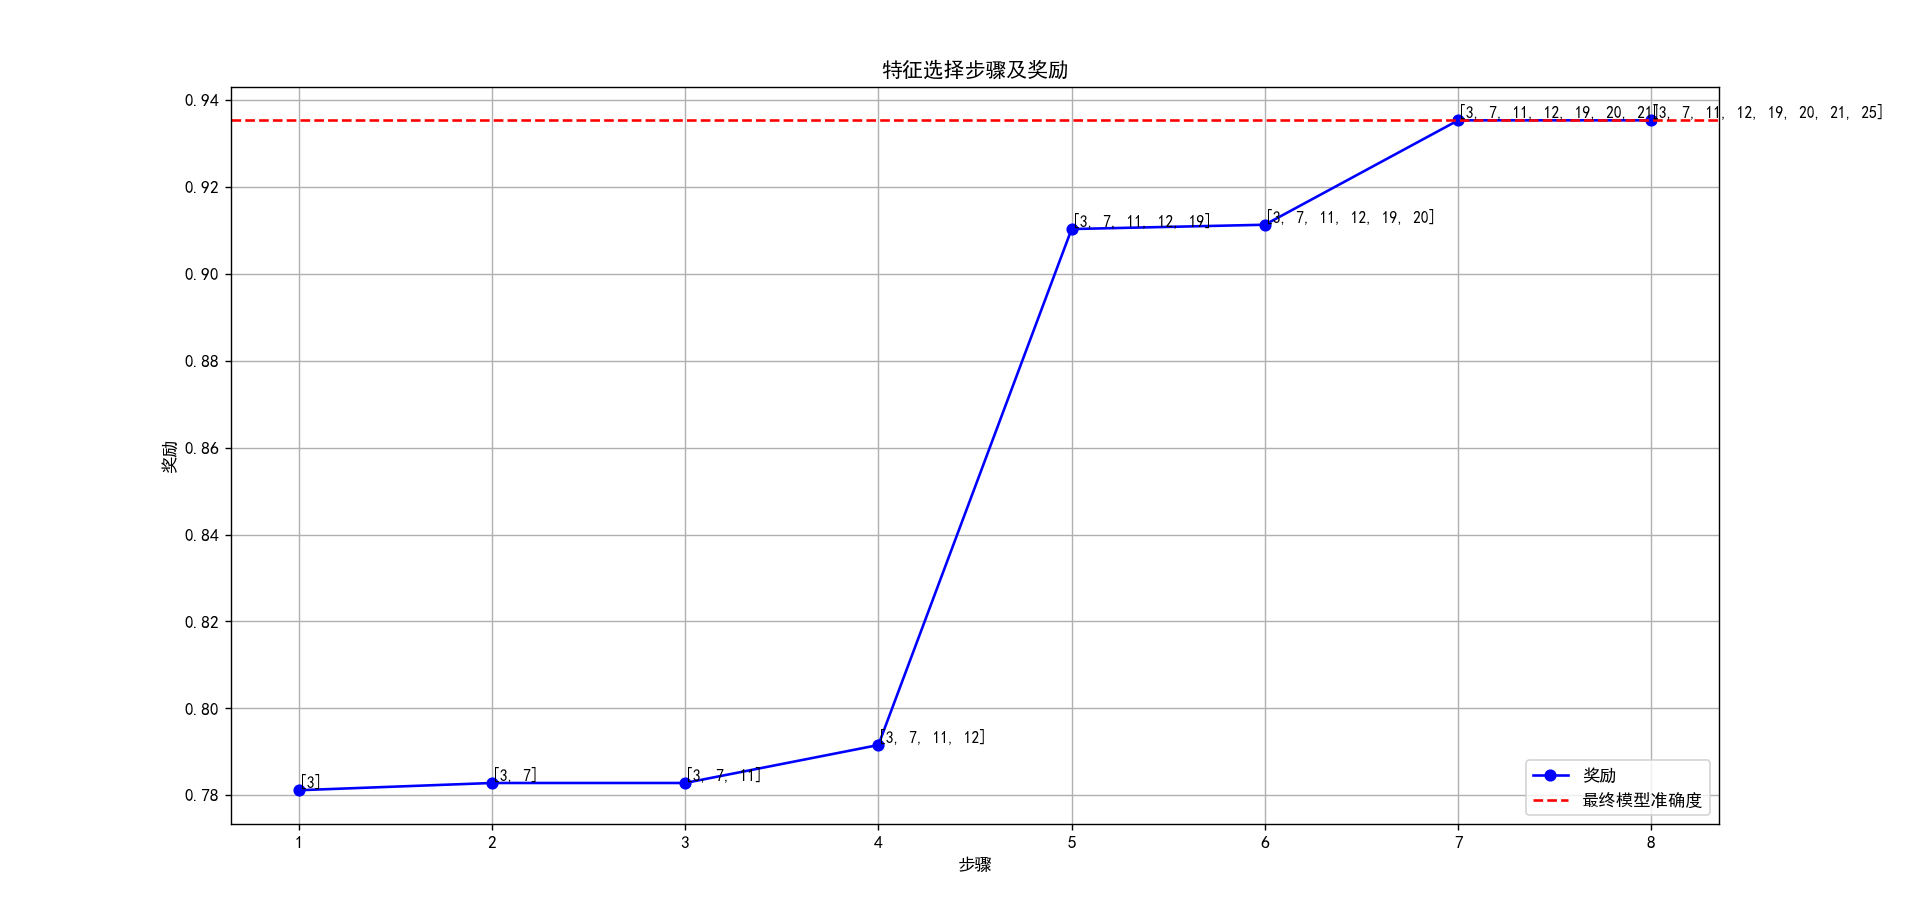 特征选择步骤及奖励
0.94
0.92
0.90
0.88
0.86
0.84
0.82
0.80
0.78
奖励
[3]
[3, 7]
[3, 7, 11]
[3, 7, 11, 12]
[3, 7, 11, 12, 19]
[3, 7, 11, 12, 19, 20]
[3, 7, 11, 12, 19, 20, 21]
[3, 7, 11, 12, 19, 20, 21, 25]
奖励
最终模型准确度
1 2 3 4 5 6 7 8
步骤